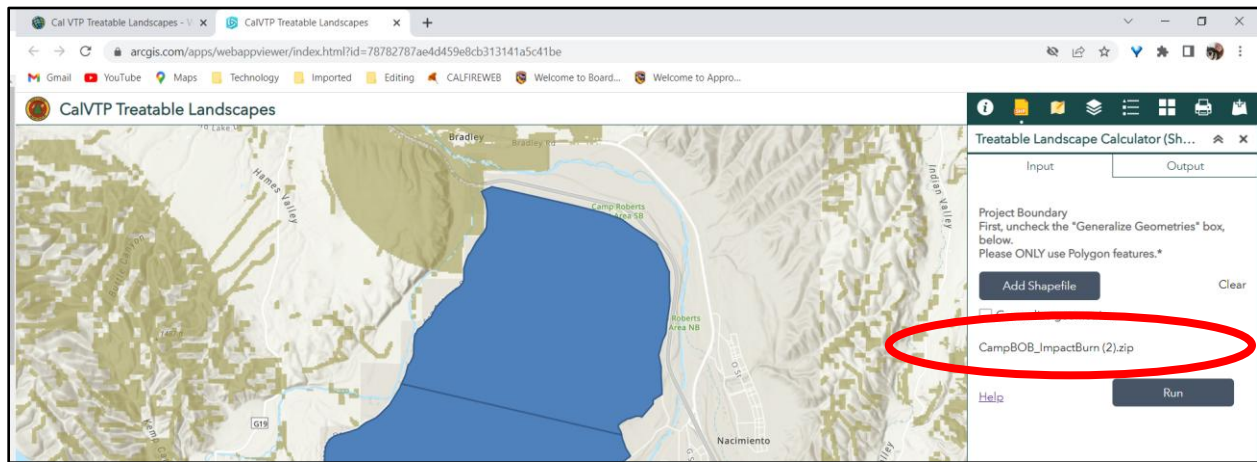 Cal VTP Treatable Landscapes - V
CalVTP Treatable Landscapes
arcgis.com/apps/webappviewer/index.html?id=78782787ae4d459e8cb313141a5c41be
Gmail YouTube Maps Technology Imported Editing CALFIREWEB Welcome to Board... Welcome to Appro...
CalVTP Treatable Landscapes
Treatable Landscape Calculator (Sh...
Input Output
Project Boundary
First, uncheck the "Generalize Geometries" box,
below.
Please ONLY use Polygon features.*
Add Shapefile Clear
CampBOB_ImpactBurn (2).zip
Help Run
Bradley
Bradley Rd
Hames Valley
Indian Valley
Camp Roberts
Area SB
Roberts
Area NB
O St
G19
Nacimiento